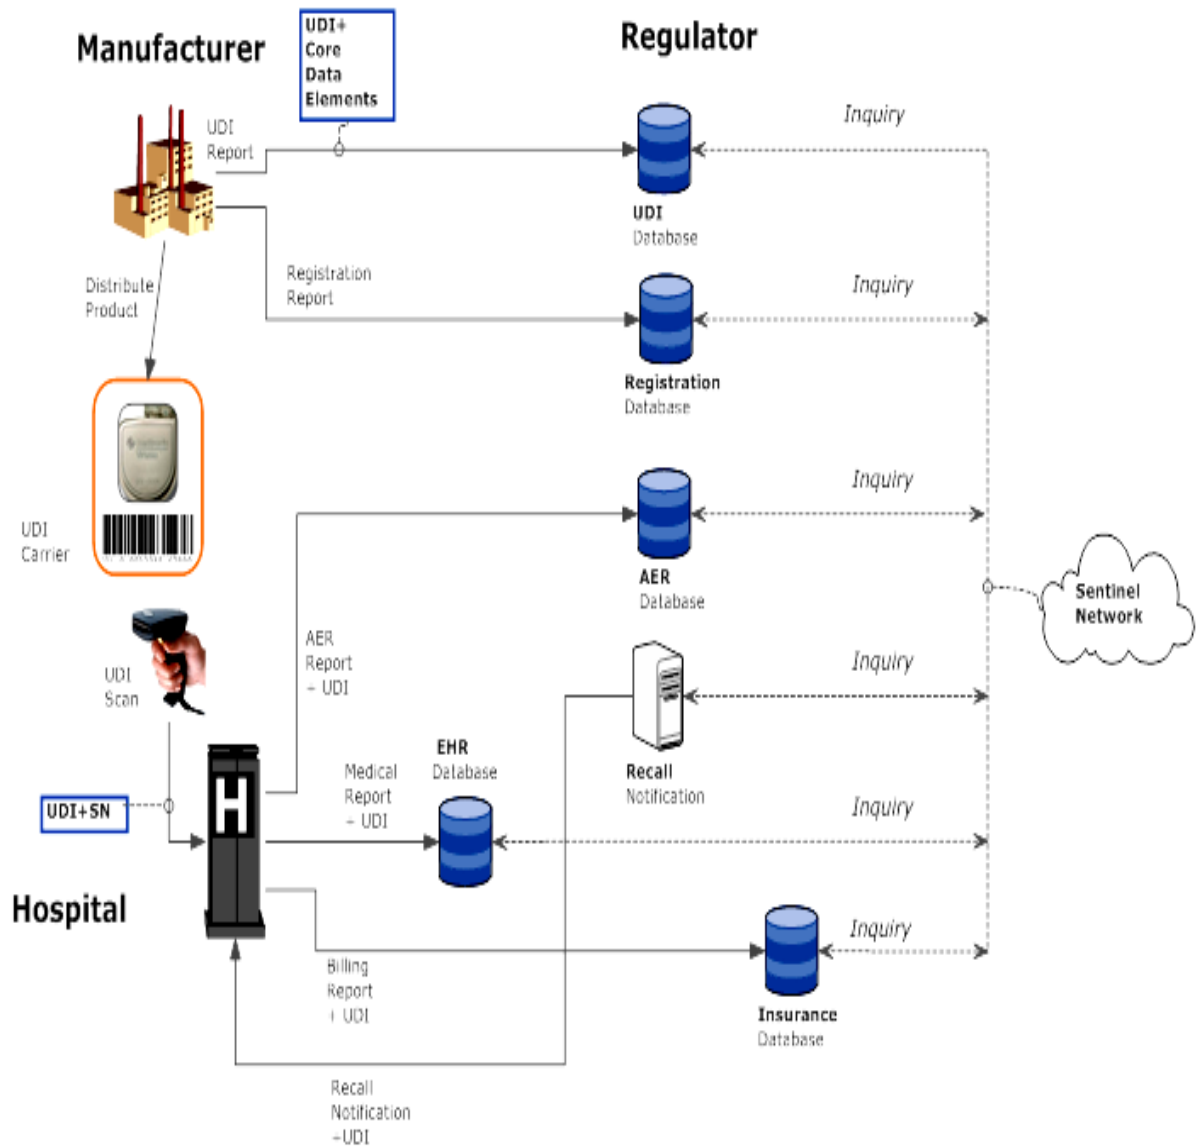 Manufacturer
UDI+
Core
Data
Elements
Regulator
UDI
Report
Inquiry
UDI
Database
Registration
Report
Inquiry
Distribute
Product
Registration
Database
UDI
Carrier
Inquiry
AER
Database
Sentinel
Network
AER
Report
+ UDI
UDI
Scan
Inquiry
Recall
Notification
EHR
Database
Medical
Report
+ UDI
UDI+SN
H
Inquiry
Hospital
Inquiry
Billing
Report
+ UDI
Insurance
Database
Recall
Notification
+UDI